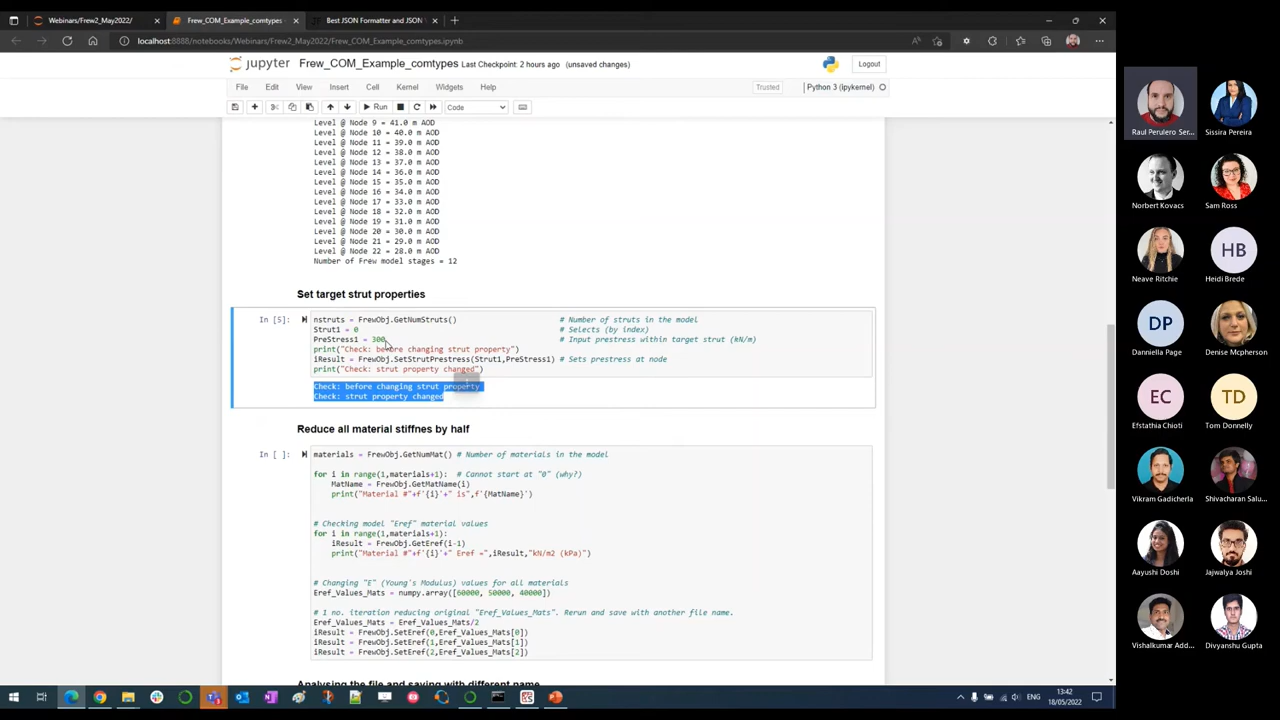 Webinars/Frew2_May2022/
Frew_COM_Example_comtypes
Best JSON Formatter and JSON
localhost:8888/notebooks/Webinars/Frew2_May2022/Frew_COM_Example_comtypes.ipynb
jupyter Frew_COM_Example_comtypes Last Checkpoint: 2 hours ago (unsaved changes)
Logout
File Edit View Insert Cell Kernel Widgets Help
Trusted
Python 3 (ipykernel)
Run
Code
Level @ Node 9 = 41.0 m AOD
Level @ Node 10 = 40.0 m AOD
Level @ Node 11 = 39.0 m AOD
Level @ Node 12 = 38.0 m AOD
Level @ Node 13 = 37.0 m AOD
Level @ Node 14 = 36.0 m AOD
Level @ Node 15 = 35.0 m AOD
Level @ Node 16 = 34.0 m AOD
Level @ Node 17 = 33.0 m AOD
Level @ Node 18 = 32.0 m AOD
Level @ Node 19 = 31.0 m AOD
Level @ Node 20 = 30.0 m AOD
Level @ Node 21 = 29.0 m AOD
Level @ Node 22 = 28.0 m AOD
Number of Frew model stages = 12
Set target strut properties
In [5]:
nstruts = FrewObj.GetNumStruts() # Number of struts in the model
Strut1 = 0 # Selects (by index)
PreStress1 = 300 # Input prestress within target strut (kN/m)
print("Check: before changing strut property")
iResult = FrewObj.SetStrutPrestress(Strut1,PreStress1) # Sets prestress at node
print("Check: strut property changed")
Check: before changing strut property
Check: strut property changed
Reduce all material stiffnes by half
In [ ]:
materials = FrewObj.GetNumMat() # Number of materials in the model
for i in range(1,materials+1): # Cannot start at "0" (why?)
MatName = FrewObj.GetMatName(i)
print("Material #"+f'{i}'+" is",f'{MatName}')
# Checking model "Eref" material values
for i in range(1,materials+1):
iResult = FrewObj.GetEref(i-1)
print("Material #"+f'{i}'+" Eref =",iResult,"kN/m2 (kPa)")
# Changing "E" (Young's Modulus) values for all materials
Eref_Values_Mats = numpy.array([60000, 50000, 40000])
# 1 no. iteration reducing original "Eref_Values_Mats". Rerun and save with another file name.
Eref_Values_Mats = Eref_Values_Mats/2
iResult = FrewObj.SetEref(0,Eref_Values_Mats[0])
iResult = FrewObj.SetEref(1,Eref_Values_Mats[1])
iResult = FrewObj.SetEref(2,Eref_Values_Mats[2])
Analysing the file and saving with different name
Raul Perulero Ser...
Sissira Pereira
Norbert Kovacs
Sam Ross
Neave Ritchie
HB
Heidi Brede
DP
Danniella Page
Denise Mcpherson
EC
Efstathia Chioti
TD
Tom Donnelly
Vikram Gadicherla
Shivacharan Salu...
Aayushi Doshi
Jajwalya Joshi
Vishalkumar Add...
Divyanshu Gupta
ENG
13:42
18/05/2022